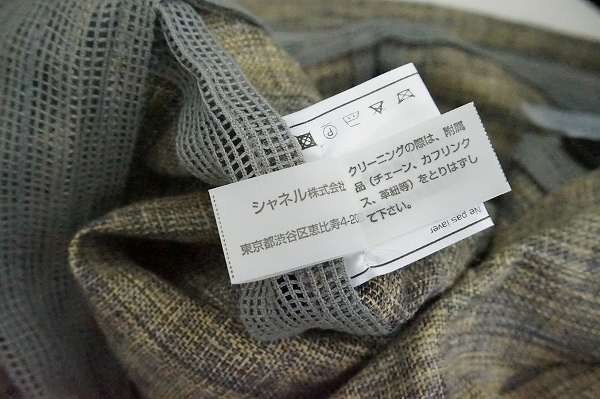 シャネル株式会社
東京都渋谷区恵比寿4-20
クリーニングの際は、附属
品（チェーン、カフリンク
ス、革紐等）をとりはずし
て下さい。
Ne pas laver